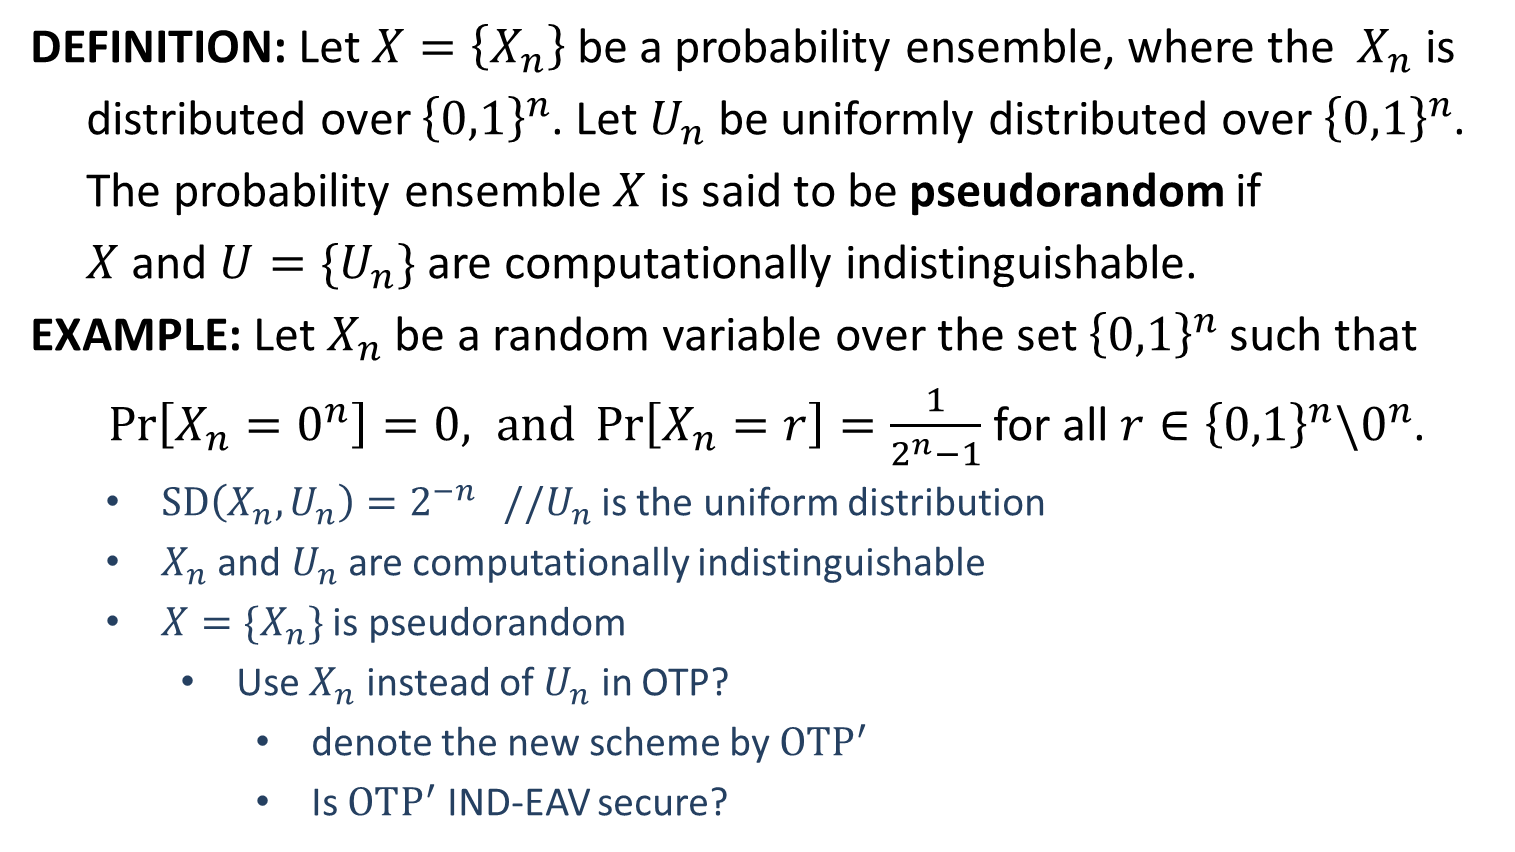 DEFINITION: Let 𝑋 = {𝑋ₙ} be a probability ensemble, where the 𝑋ₙ is
distributed over {0,1}ⁿ. Let 𝑈ₙ be uniformly distributed over {0,1}ⁿ.
The probability ensemble 𝑋 is said to be pseudorandom if
𝑋 and 𝑈 = {𝑈ₙ} are computationally indistinguishable.
EXAMPLE: Let 𝑋ₙ be a random variable over the set {0,1}ⁿ such that
Pr[𝑋ₙ = 0ⁿ] = 0, and Pr[𝑋ₙ = 𝑟] = 1/(2ⁿ−1) for all 𝑟 ∈ {0,1}ⁿ\0ⁿ.
• SD(𝑋ₙ, 𝑈ₙ) = 2⁻ⁿ //𝑈ₙ is the uniform distribution
• 𝑋ₙ and 𝑈ₙ are computationally indistinguishable
• 𝑋 = {𝑋ₙ} is pseudorandom
• Use 𝑋ₙ instead of 𝑈ₙ in OTP?
• denote the new scheme by OTP′
• Is OTP′ IND-EAV secure?